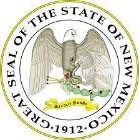 GREAT SEAL OF THE STATE OF NEW MEXICO
·1912·